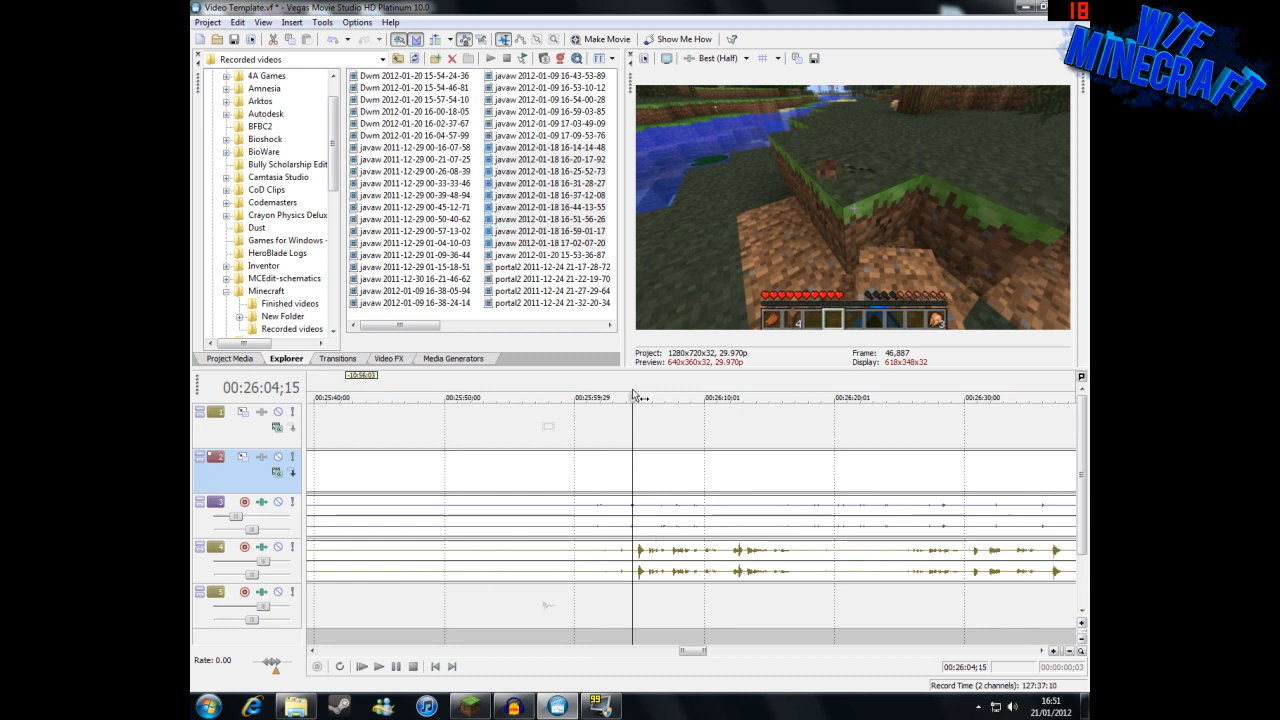 Video Template.vf * - Vegas Movie Studio HD Platinum 10.0
18
WTF
MINECRAFT
Project Edit View Insert Tools Options Help
Make Movie Show Me How
Recorded videos
Best (Half)
4A Games
Amnesia
Arktos
Autodesk
BFBC2
Bioshock
BioWare
Bully Scholarship Edit
Camtasia Studio
CoD Clips
Codemasters
Crayon Physics Delux
Dust
Games for Windows -
HeroBlade Logs
Inventor
MCEdit-schematics
Minecraft
Finished videos
New Folder
Recorded videos
Dwm 2012-01-20 15-54-24-36
Dwm 2012-01-20 15-54-46-83
Dwm 2012-01-20 15-57-54-10
Dwm 2012-01-20 16-00-18-05
Dwm 2012-01-20 16-02-37-67
Dwm 2012-01-20 16-04-57-99
javaw 2011-12-29 00-16-07-58
javaw 2011-12-29 00-21-07-25
javaw 2011-12-29 00-26-08-39
javaw 2011-12-29 00-33-33-46
javaw 2011-12-29 00-39-48-94
javaw 2011-12-29 00-45-12-71
javaw 2011-12-29 00-50-40-62
javaw 2011-12-29 00-57-13-02
javaw 2011-12-29 01-04-10-03
javaw 2011-12-29 01-09-36-44
javaw 2011-12-29 01-15-18-51
javaw 2011-12-29 16-21-46-62
javaw 2012-01-09 16-38-05-94
javaw 2012-01-09 16-38-24-14
javaw 2012-01-09 16-43-53-89
javaw 2012-01-09 16-53-10-12
javaw 2012-01-09 16-54-00-28
javaw 2012-01-09 16-59-03-85
javaw 2012-01-09 17-03-49-09
javaw 2012-01-09 17-09-53-76
javaw 2012-01-18 16-14-14-48
javaw 2012-01-18 16-20-17-92
javaw 2012-01-18 16-25-52-73
javaw 2012-01-18 16-31-28-27
javaw 2012-01-18 16-37-12-08
javaw 2012-01-18 16-44-13-55
javaw 2012-01-18 16-51-56-26
javaw 2012-01-18 16-59-01-17
javaw 2012-01-18 17-02-07-20
javaw 2012-01-20 15-53-36-87
portal2 2011-12-24 21-17-28-72
portal2 2011-12-24 21-22-19-70
portal2 2011-12-24 21-27-29-64
portal2 2011-12-24 21-32-20-34
4
3
Project Media Explorer Transitions Video FX Media Generators
Project: 1280x720x32, 29.970p
Preview: 640x360x32, 29.970p
Frame: 46,887
Display: 618x348x32
00:26:04;15
-10:56:03
00:25:40;00 00:25:50;00 00:25:59;29 00:26:10;01 00:26:20;01 00:26:30;00
1
2
3
4
5
Rate: 0.00
00:26:04;15 00:00:00;03
Record Time (2 channels): 127:37:10
99
16:51
21/01/2012